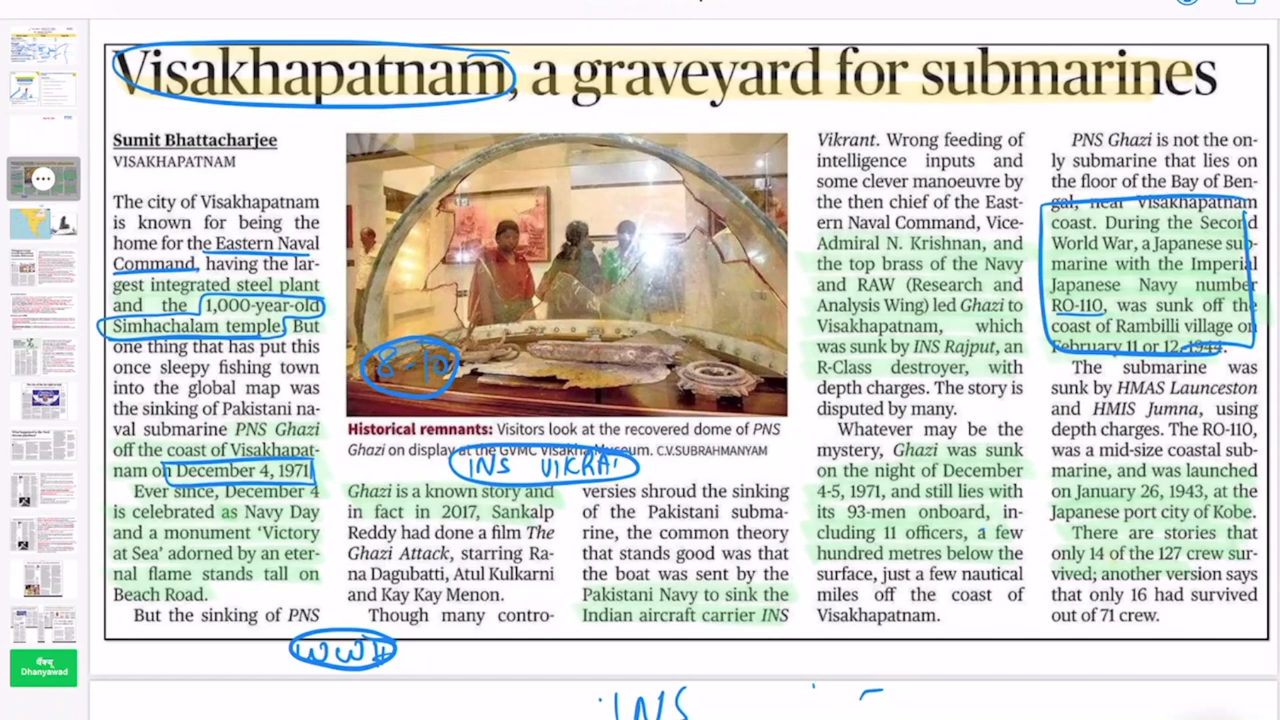 Visakhapatnam, a graveyard for submarines
Sumit Bhattacharjee
VISAKHAPATNAM
The city of Visakhapatnam
is known for being the
home for the Eastern Naval
Command, having the lar-
gest integrated steel plant
and the 1,000-year-old
Simhachalam temple. But
one thing that has put this
once sleepy fishing town
into the global map was
the sinking of Pakistani na-
val submarine PNS Ghazi
off the coast of Visakhapat-
nam on December 4, 1971.
Ever since, December 4
is celebrated as Navy Day
and a monument ‘Victory
at Sea’ adorned by an eter-
nal flame stands tall on
Beach Road.
But the sinking of PNS
8-10
Historical remnants: Visitors look at the recovered dome of PNS
Ghazi on display at the GVMC Visakha Museum. C.V.SUBRAHMANYAM
INS VIKRAT
Ghazi is a known story and
in fact in 2017, Sankalp
Reddy had done a film The
Ghazi Attack, starring Ra-
na Dagubatti, Atul Kulkarni
and Kay Kay Menon.
Though many contro-
versies shroud the sinking
of the Pakistani subma-
rine, the common theory
that stands good was that
the boat was sent by the
Pakistani Navy to sink the
Indian aircraft carrier INS
Vikrant. Wrong feeding of
intelligence inputs and
some clever manoeuvre by
the then chief of the East-
ern Naval Command, Vice-
Admiral N. Krishnan, and
the top brass of the Navy
and RAW (Research and
Analysis Wing) led Ghazi to
Visakhapatnam, which
was sunk by INS Rajput, an
R-Class destroyer, with
depth charges. The story is
disputed by many.
Whatever may be the
mystery, Ghazi was sunk
on the night of December
4-5, 1971, and still lies with
its 93-men onboard, in-
cluding 11 officers, a few
hundred metres below the
surface, just a few nautical
miles off the coast of
Visakhapatnam.
PNS Ghazi is not the on-
ly submarine that lies on
the floor of the Bay of Ben-
gal, near Visakhapatnam
coast. During the Second
World War, a Japanese sub-
marine with the Imperial
Japanese Navy number
RO-110, was sunk off the
coast of Rambilli village on
February 11 or 12, 1944.
The submarine was
sunk by HMAS Launceston
and HMIS Jumna, using
depth charges. The RO-110,
was a mid-size coastal sub-
marine, and was launched
on January 26, 1943, at the
Japanese port city of Kobe.
There are stories that
only 14 of the 127 crew sur-
vived; another version says
that only 16 had survived
out of 71 crew.
WWII
INS
Dhanyawad